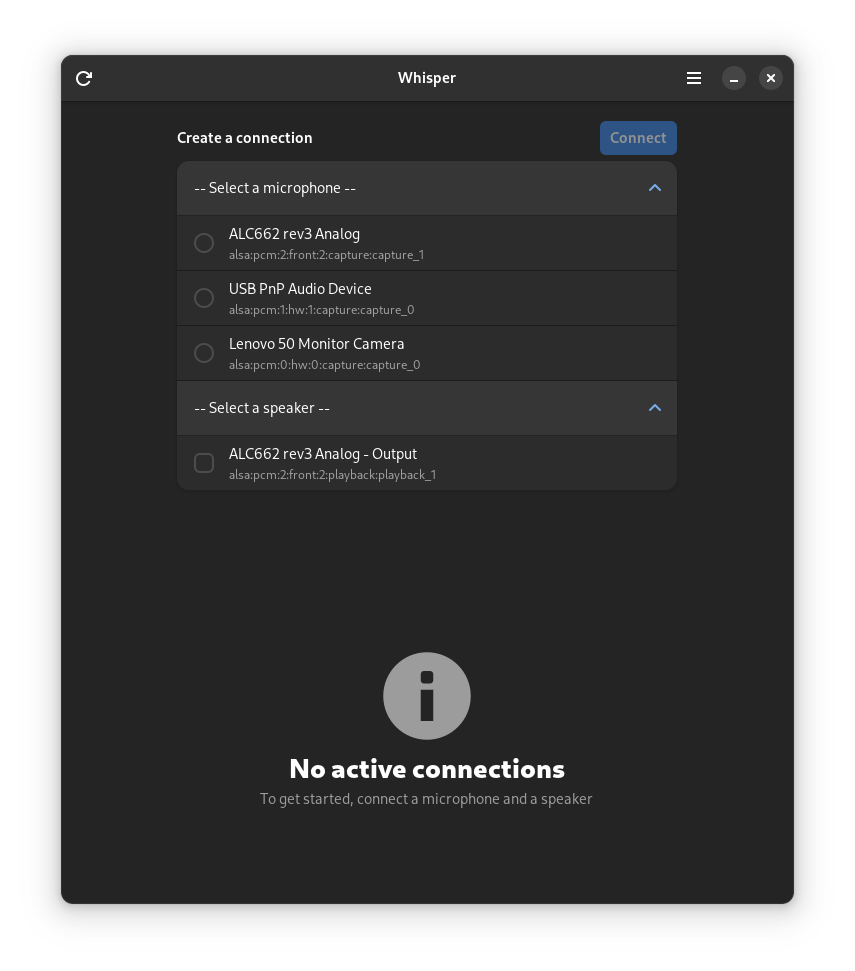 Whisper
Create a connection
Connect
-- Select a microphone --
ALC662 rev3 Analog
alsa:pcm:2:front:2:capture:capture_1
USB PnP Audio Device
alsa:pcm:1:hw:1:capture:capture_0
Lenovo 50 Monitor Camera
alsa:pcm:0:hw:0:capture:capture_0
-- Select a speaker --
ALC662 rev3 Analog - Output
alsa:pcm:2:front:2:playback:playback_1
No active connections
To get started, connect a microphone and a speaker